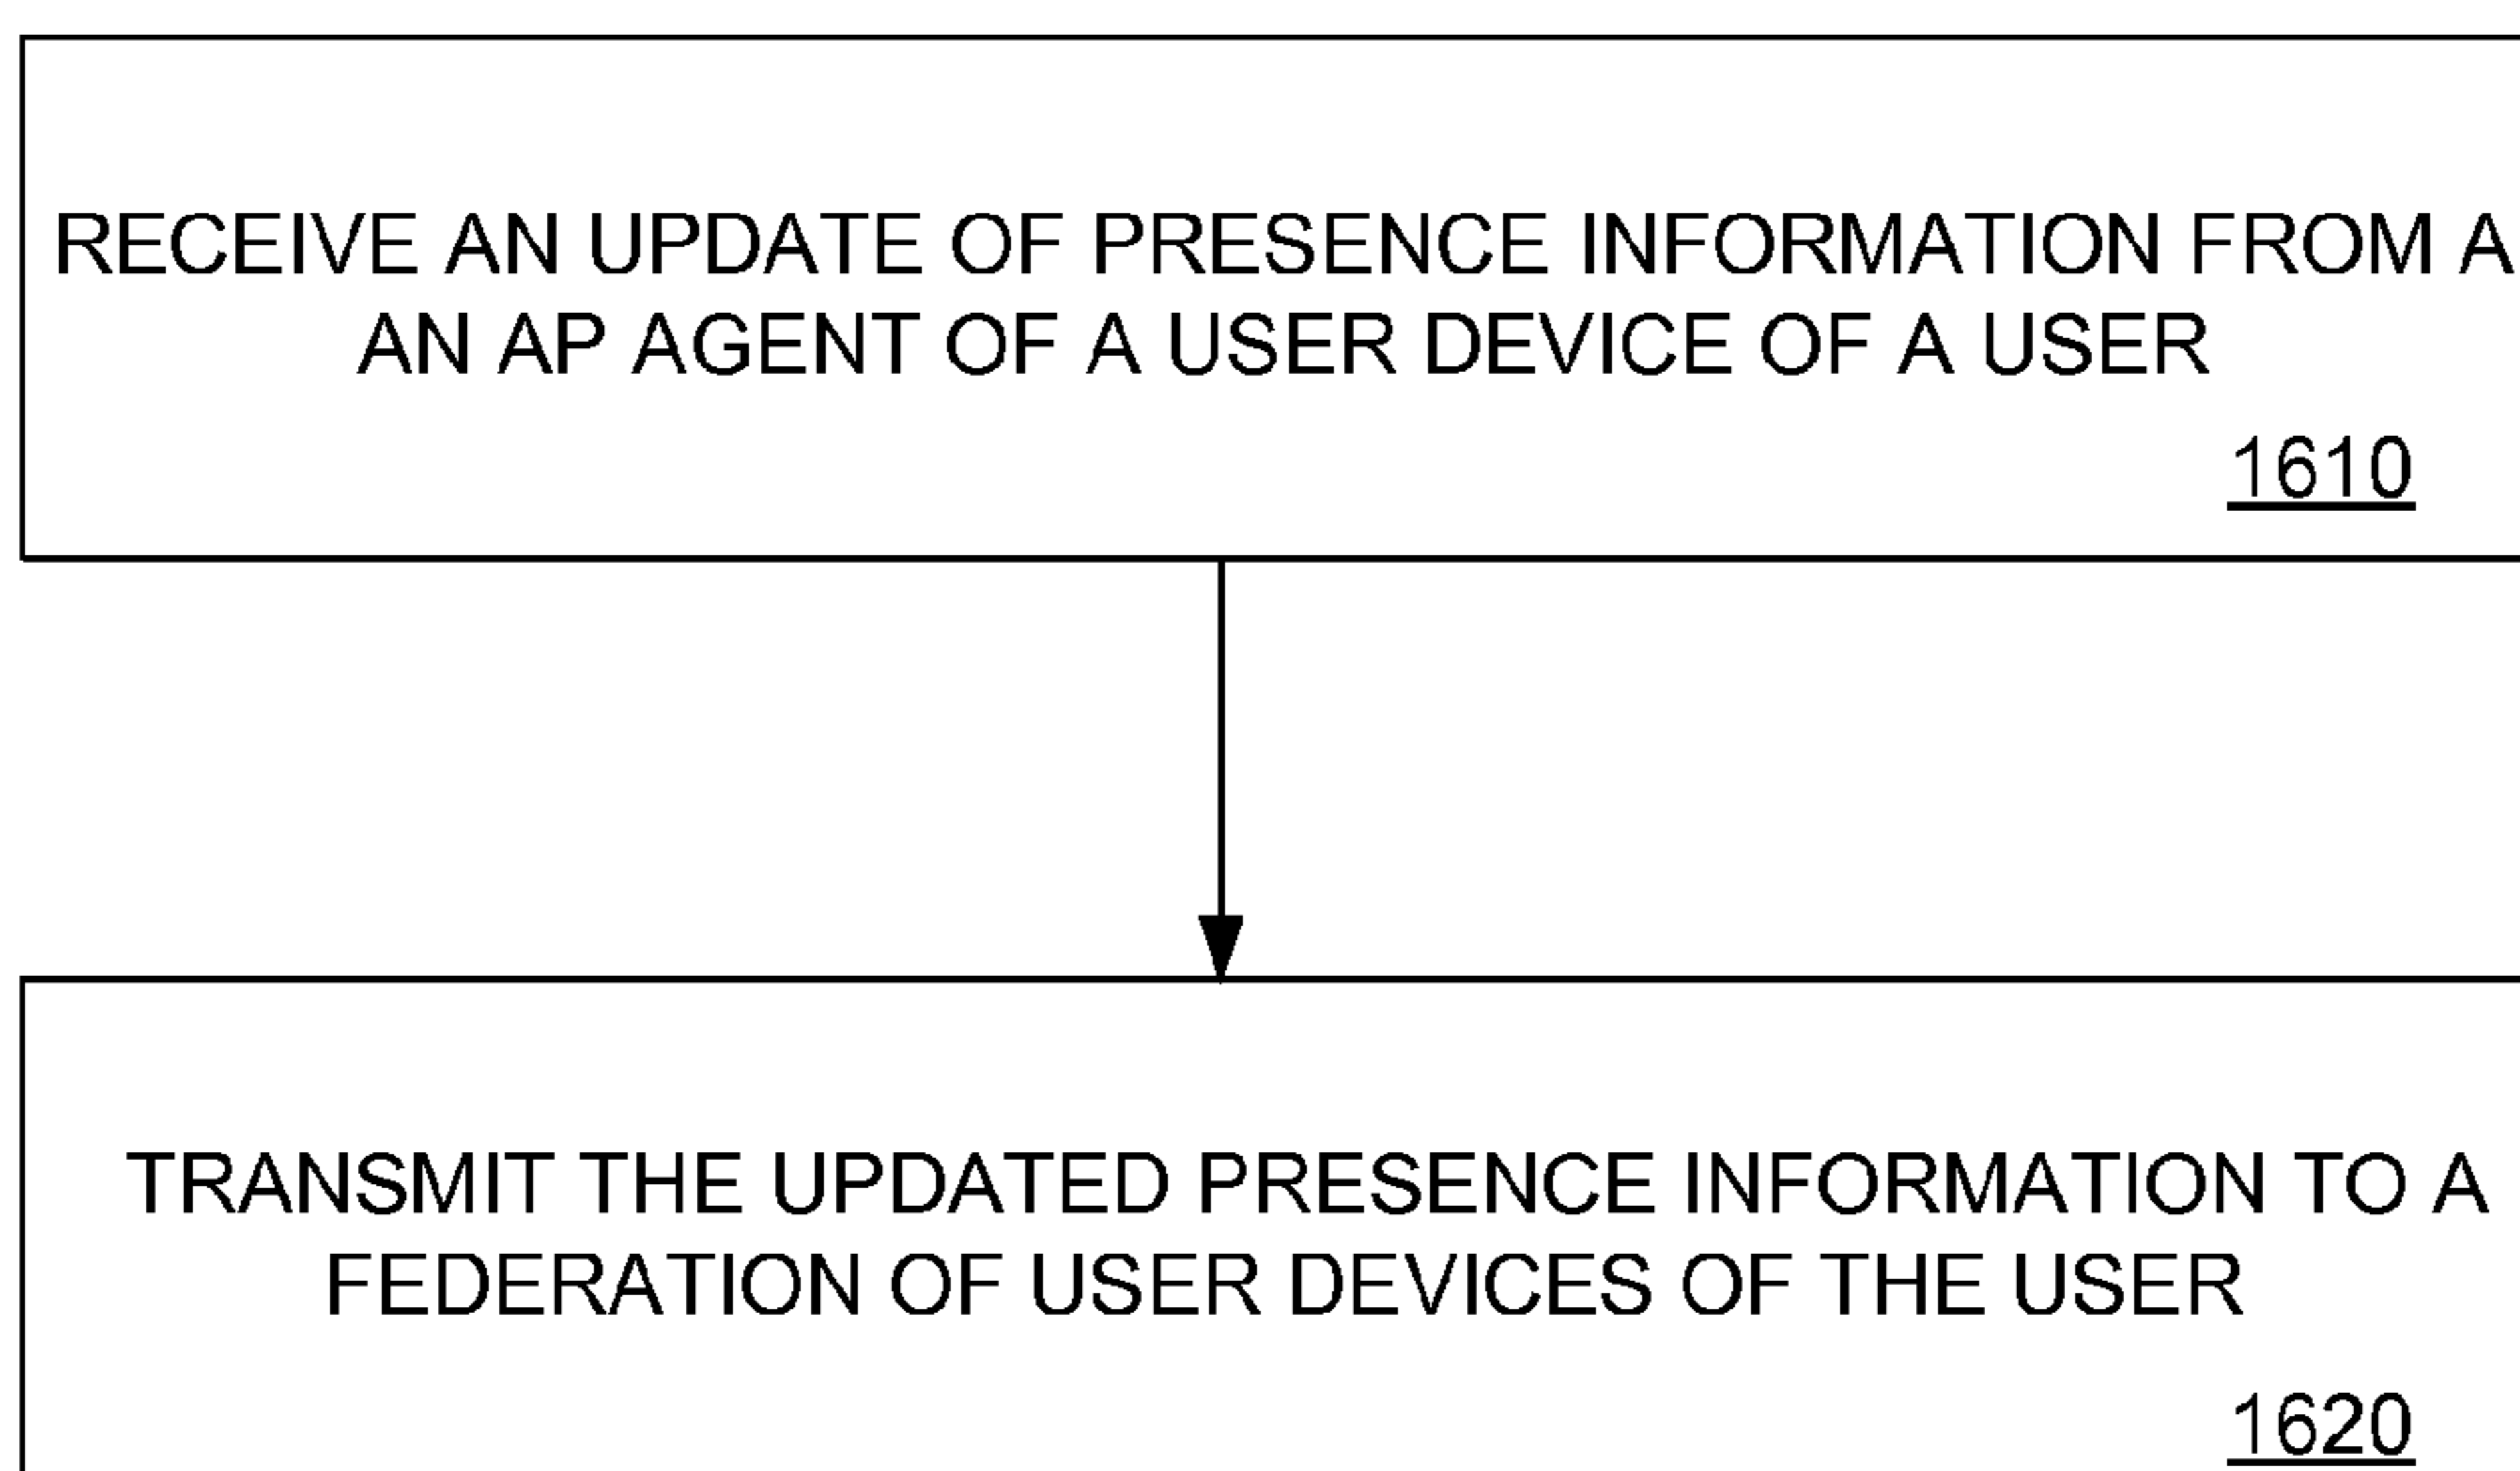 RECEIVE AN UPDATE OF PRESENCE INFORMATION FROM A
AN AP AGENT OF A USER DEVICE OF A USER
1610
TRANSMIT THE UPDATED PRESENCE INFORMATION TO A
FEDERATION OF USER DEVICES OF THE USER
1620